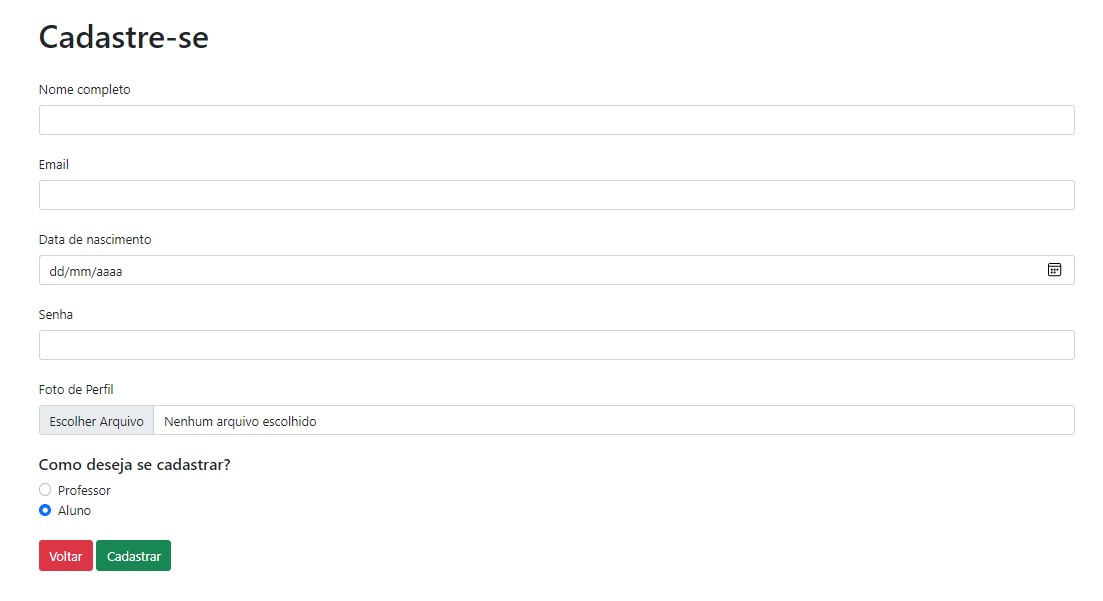 Cadastre-se
Nome completo
Email
Data de nascimento
dd/mm/aaaa
Senha
Foto de Perfil
Escolher Arquivo Nenhum arquivo escolhido
Como deseja se cadastrar?
Professor
Aluno
Voltar Cadastrar